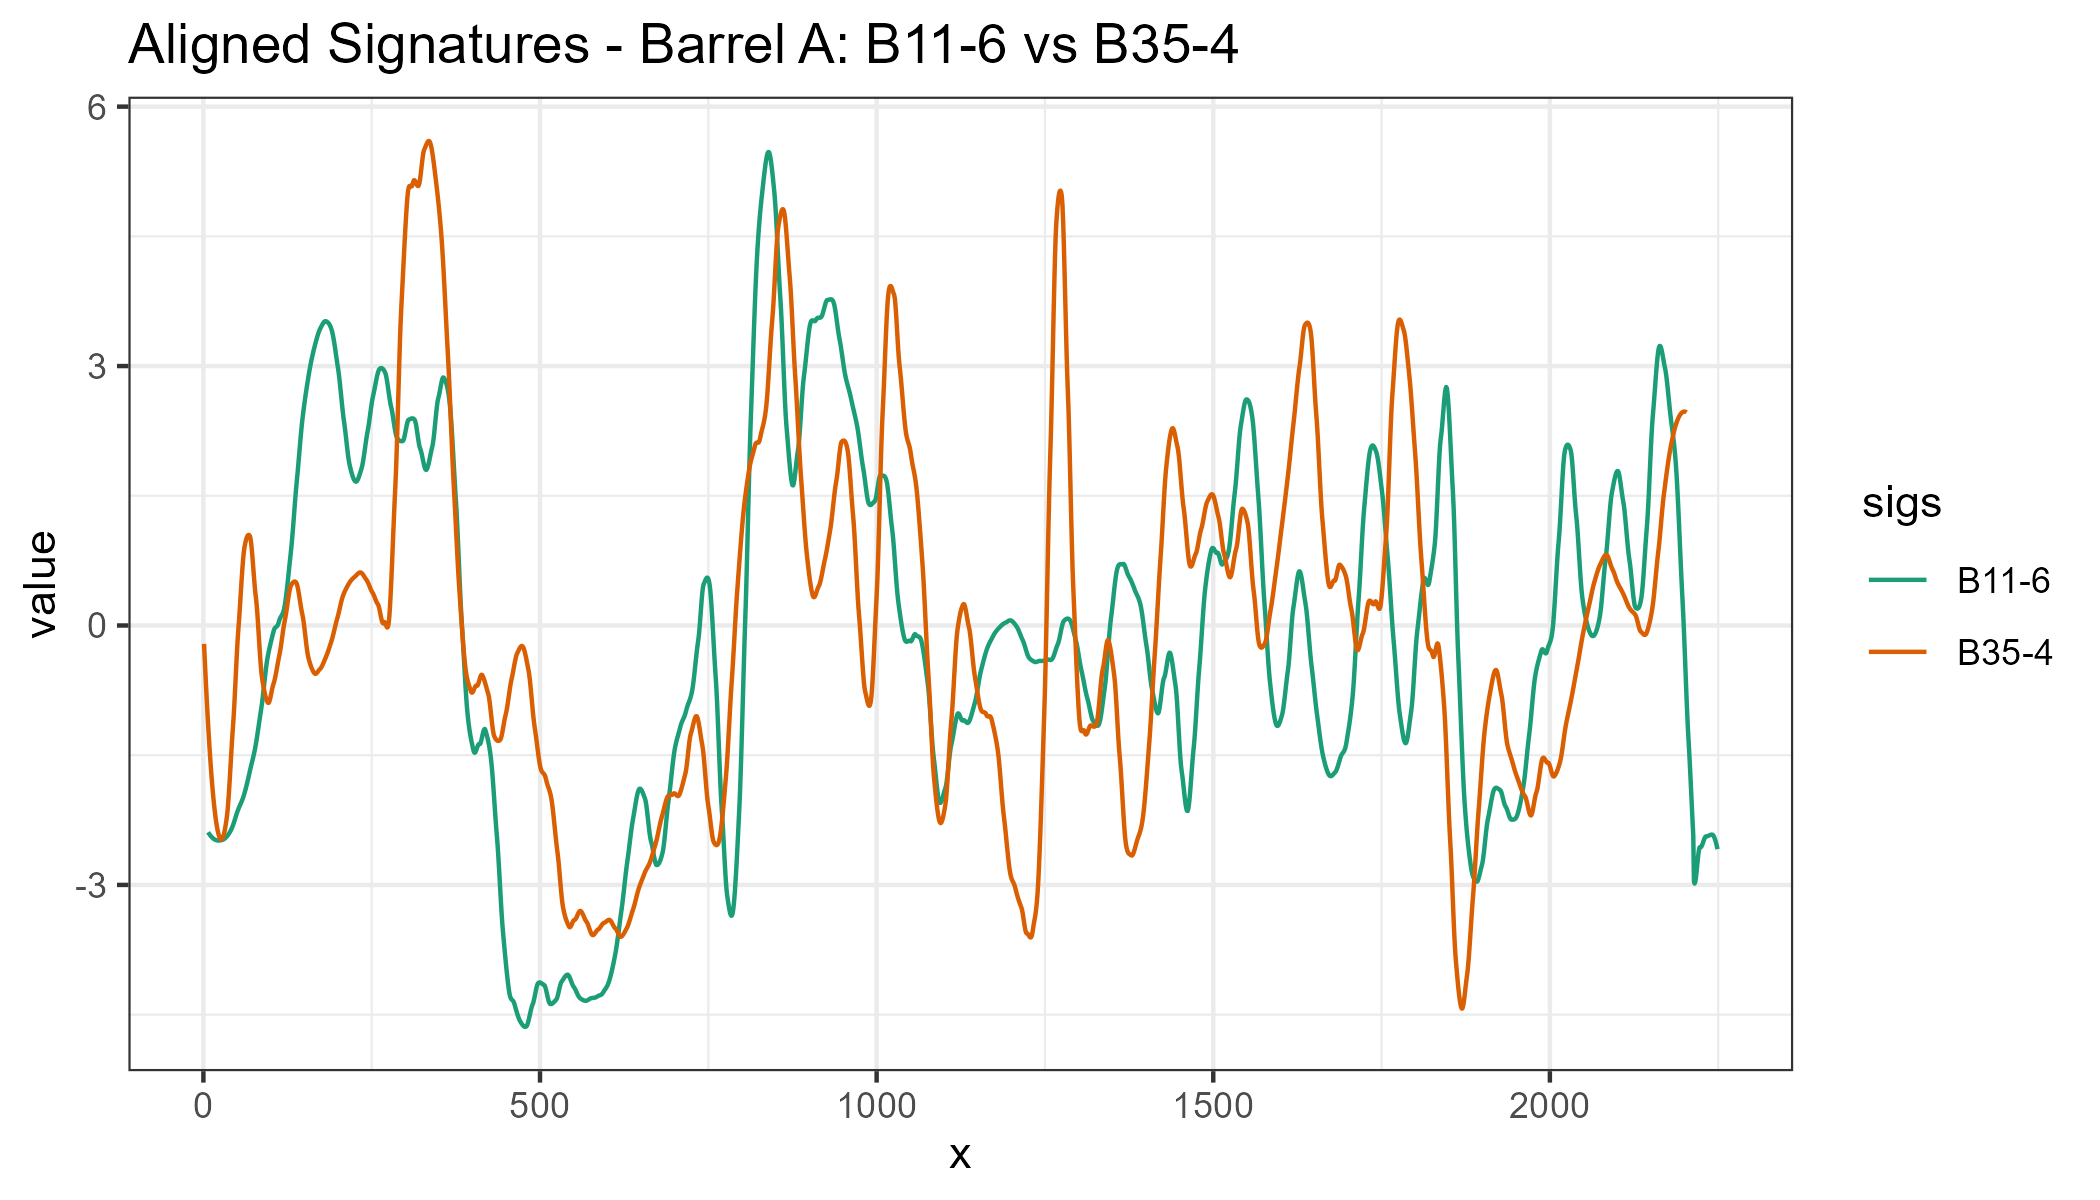 Aligned Signatures - Barrel A: B11-6 vs B35-4
6
3
0
-3
value
0 500 1000 1500 2000
x
sigs
B11-6
B35-4